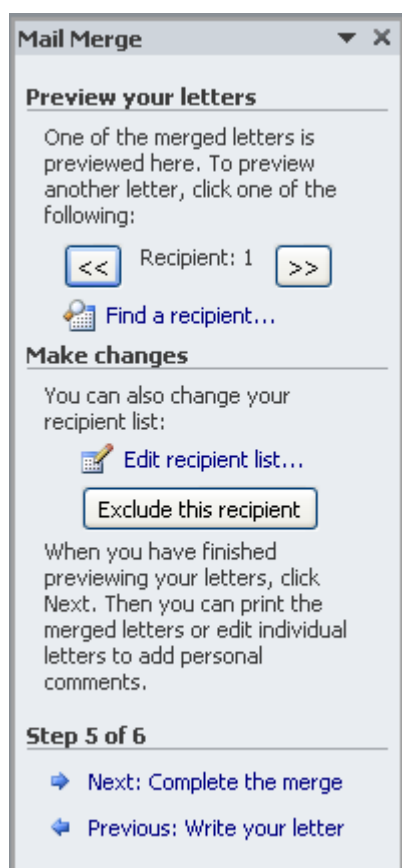 Mail Merge
Preview your letters
One of the merged letters is
previewed here. To preview
another letter, click one of the
following:
<< Recipient: 1 >>
Find a recipient...
Make changes
You can also change your
recipient list:
Edit recipient list...
Exclude this recipient
When you have finished
previewing your letters, click
Next. Then you can print the
merged letters or edit individual
letters to add personal
comments.
Step 5 of 6
Next: Complete the merge
Previous: Write your letter